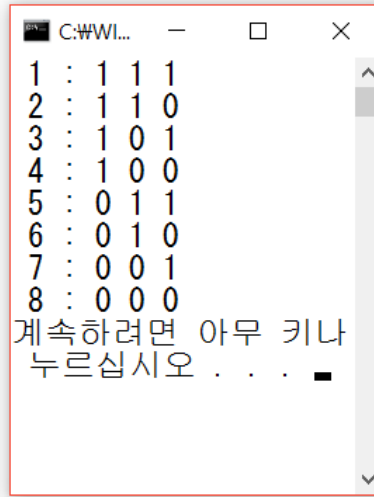 C:₩WI...
1 : 1 1 1
2 : 1 1 0
3 : 1 0 1
4 : 1 0 0
5 : 0 1 1
6 : 0 1 0
7 : 0 0 1
8 : 0 0 0
계속하려면 아무 키나
누르십시오 . . .